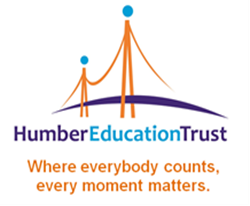 HumberEducationTrust
Where everybody counts,
every moment matters.